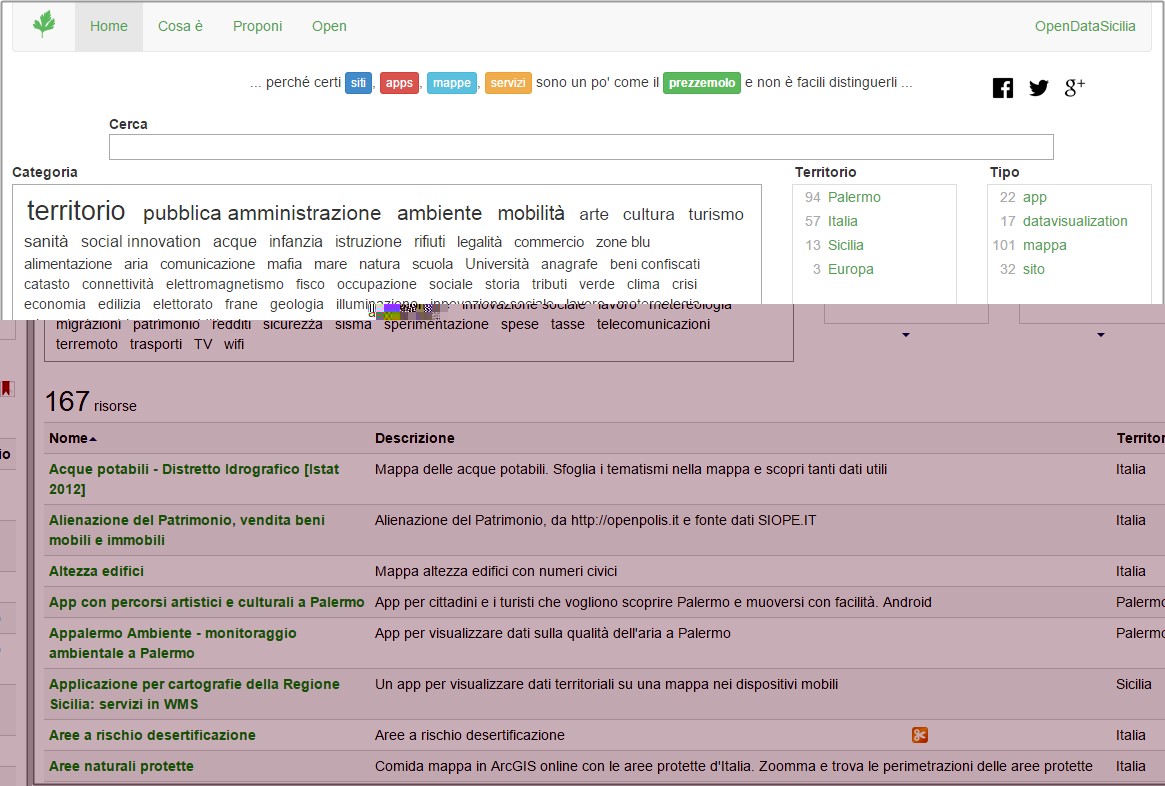 Home Cosa è Proponi Open OpenDataSicilia
... perché certi siti, apps, mappe, servizi sono un po' come il prezzemolo e non è facili distinguerli ...
g+
Cerca
Categoria Territorio Tipo
territorio pubblica amministrazione ambiente mobilità arte cultura turismo
sanità social innovation acque infanzia istruzione rifiuti legalità commercio zone blu
alimentazione aria comunicazione mafia mare natura scuola Università anagrafe beni confiscati
catasto connettività elettromagnetismo fisco occupazione sociale storia tributi verde clima crisi
economia edilizia elettorato frane geologia
94 Palermo
57 Italia
13 Sicilia
3 Europa
22 app
17 datavisualization
101 mappa
32 sito
migrazioni patrimonio redditi sicurezza sisma sperimentazione spese tasse telecomunicazioni
terremoto trasporti TV wifi
167 risorse
io
Nome Descrizione Territor
Acque potabili - Distretto Idrografico [Istat 2012] Mappa delle acque potabili. Sfoglia i tematismi nella mappa e scopri tanti dati utili Italia
Alienazione del Patrimonio, vendita beni mobili e immobili Alienazione del Patrimonio, da http://openpolis.it e fonte dati SIOPE.IT Italia
Altezza edifici Mappa altezza edifici con numeri civici Italia
App con percorsi artistici e culturali a Palermo App per cittadini e i turisti che vogliono scoprire Palermo e muoversi con facilità. Android Palermo
Appalermo Ambiente - monitoraggio ambientale a Palermo App per visualizzare dati sulla qualità dell'aria a Palermo Palermo
Applicazione per cartografie della Regione Sicilia: servizi in WMS Un app per visualizzare dati territoriali su una mappa nei dispositivi mobili Sicilia
Aree a rischio desertificazione Aree a rischio desertificazione Italia
Aree naturali protette Comida mappa in ArcGIS online con le aree protette d'Italia. Zoomma e trova le perimetrazioni delle aree protette Italia